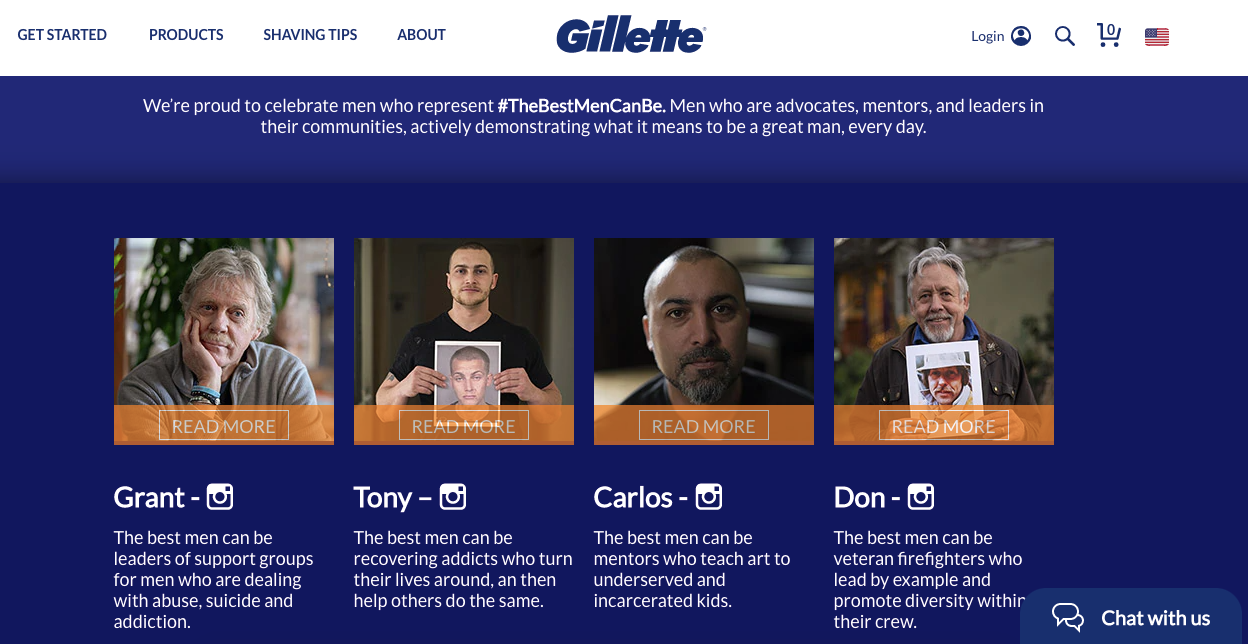 GET STARTED
PRODUCTS
SHAVING TIPS
ABOUT
Gillette
Login
0
We're proud to celebrate men who represent #TheBestMenCanBe. Men who are advocates, mentors, and leaders in
their communities, actively demonstrating what it means to be a great man, every day.
READ MORE
READ MORE
READ MORE
READ MORE
Grant -
The best men can be
leaders of support groups
for men who are dealing
with abuse, suicide and
addiction.
Tony –
The best men can be
recovering addicts who turn
their lives around, an then
help others do the same.
Carlos -
The best men can be
mentors who teach art to
underserved and
incarcerated kids.
Don -
The best men can be
veteran firefighters who
lead by example and
promote diversity within
their crew.
Chat with us